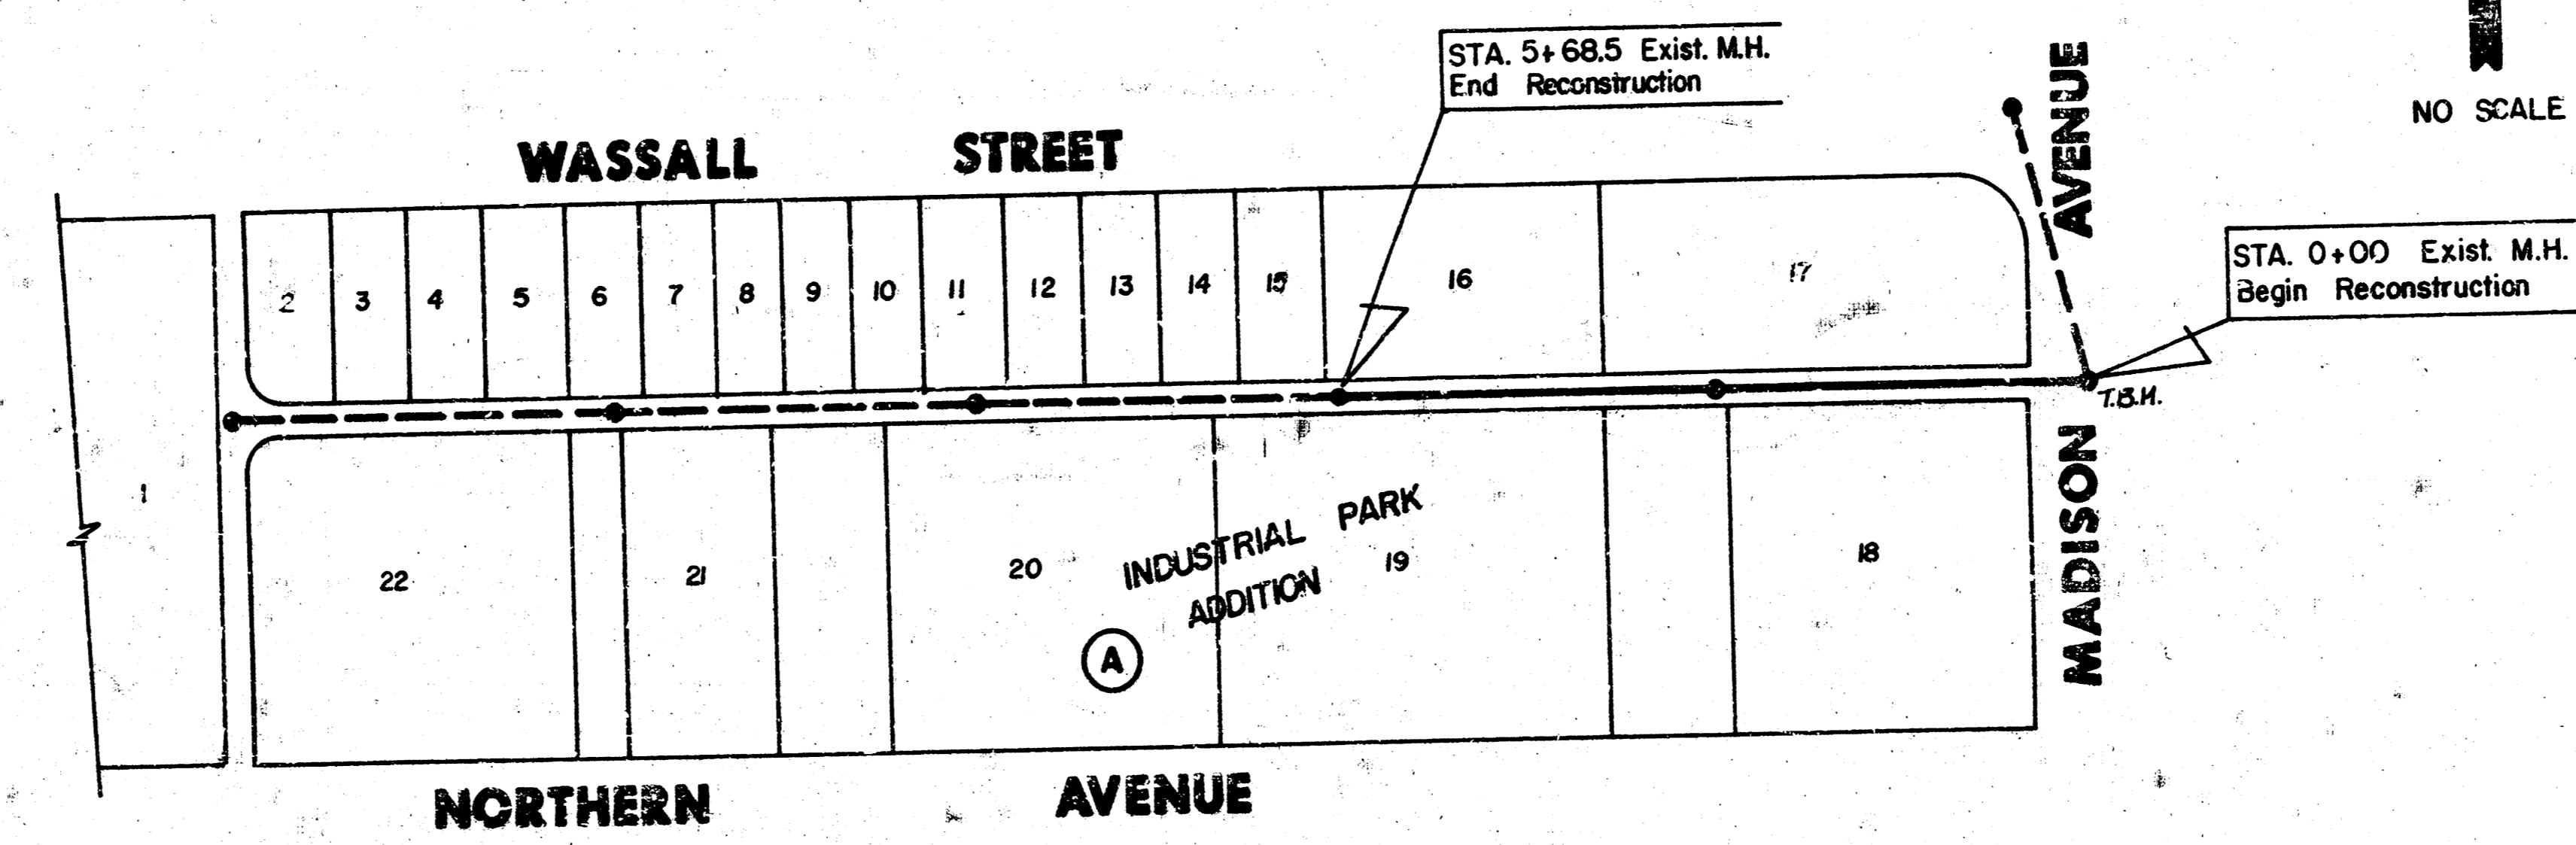 STA. 5+68.5 Exist. M.H.
End Reconstruction
NO SCALE
WASSALL STREET
MADISON AVENUE
STA. 0+00 Exist. M.H.
Begin Reconstruction
T.B.M.
2 3 4 5 6 7 8 9 10 11 12 13 14 15 16 17
1
22 21 20 19 18
INDUSTRIAL PARK
ADDITION
A
NORTHERN AVENUE